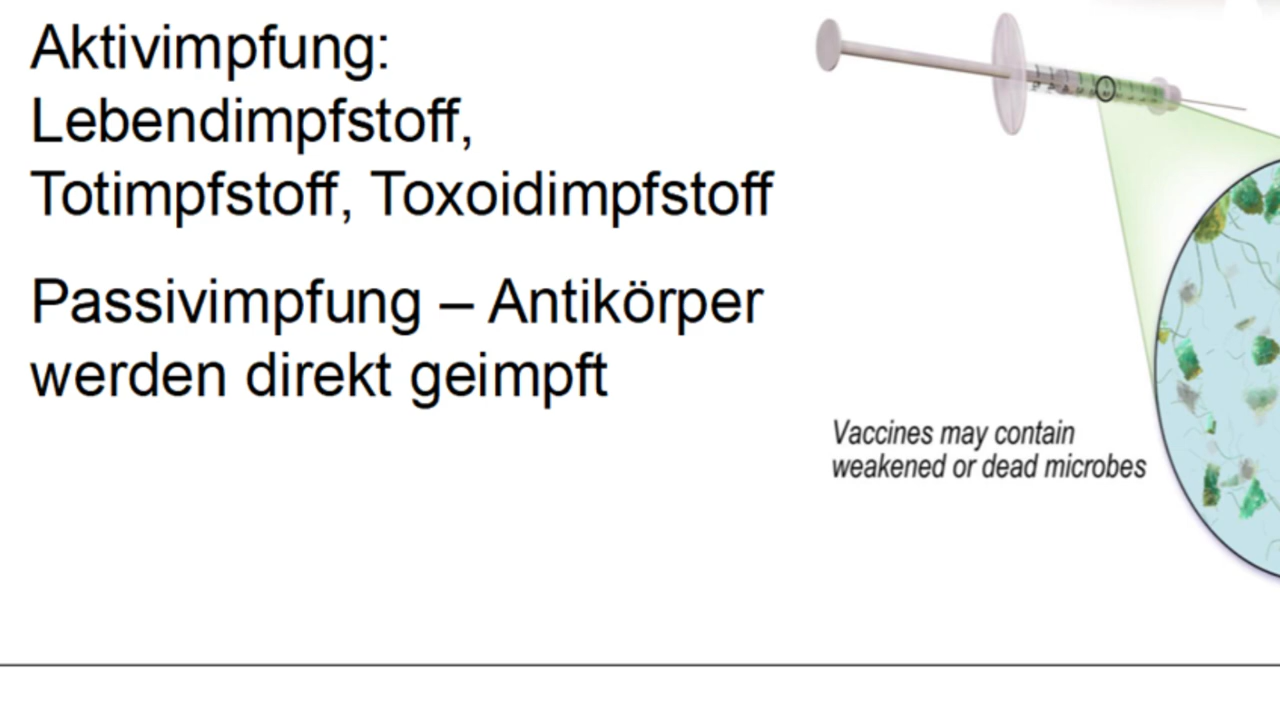 Aktivimpfung:
Lebendimpfstoff,
Totimpfstoff, Toxoidimpfstoff
Passivimpfung – Antikörper
werden direkt geimpft
Vaccines may contain
weakened or dead microbes